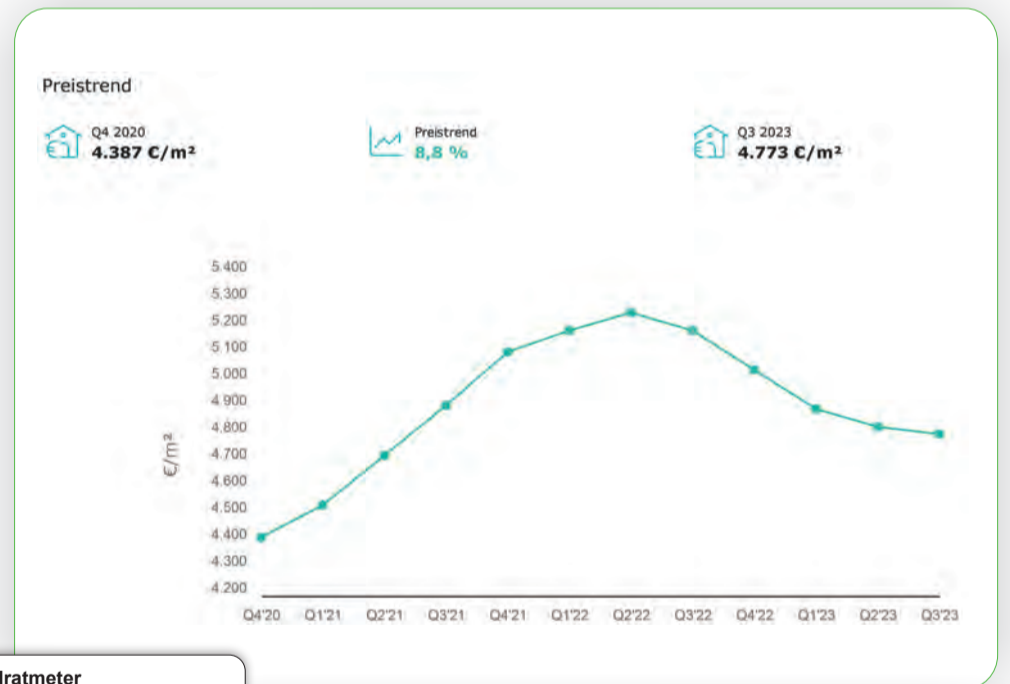 Preistrend
Q4 2020
4.387 €/m²
Preistrend
8,8 %
Q3 2023
4.773 €/m²
5.400
5.300
5.200
5.100
5.000
4.900
4.800
4.700
4.600
4.500
4.400
4.300
4.200
€/m²
Q4'20 Q1'21 Q2'21 Q3'21 Q4'21 Q1'22 Q2'22 Q3'22 Q4'22 Q1'23 Q2'23 Q3'23